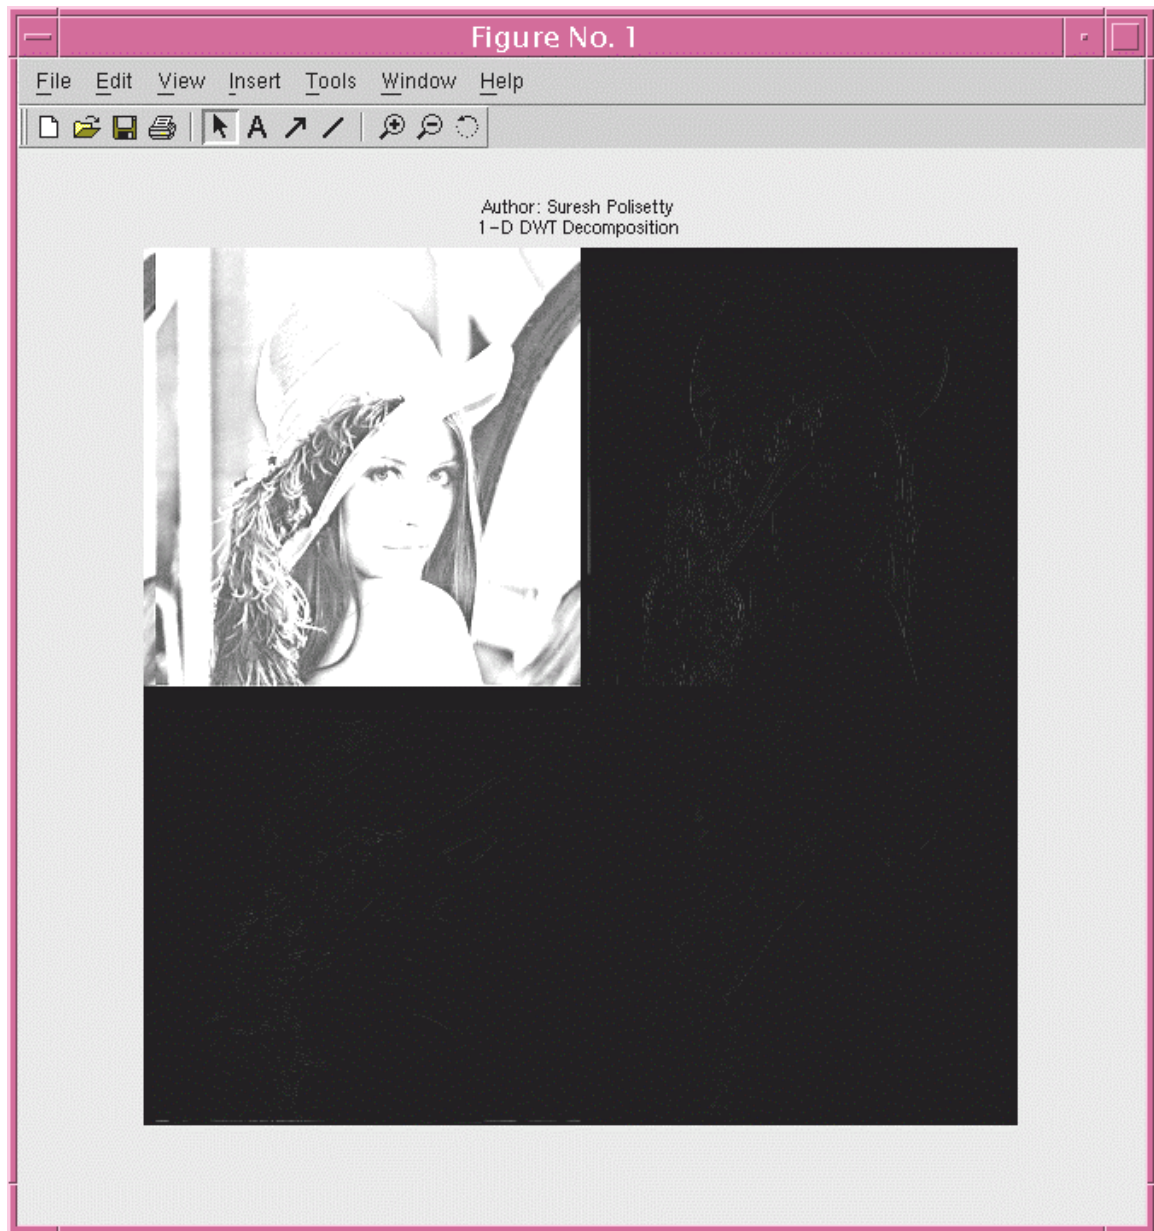 Figure No. 1
File Edit View Insert Tools Window Help
A
Author: Suresh Polisetty
1-D DWT Decomposition